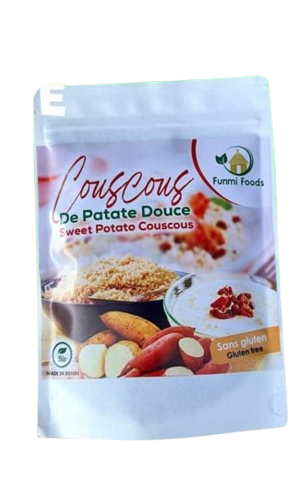 E
Funmi Foods
Couscous
De Patate Douce
Sweet Potato Couscous
Sans gluten
Gluten free
MADE IN BENIN